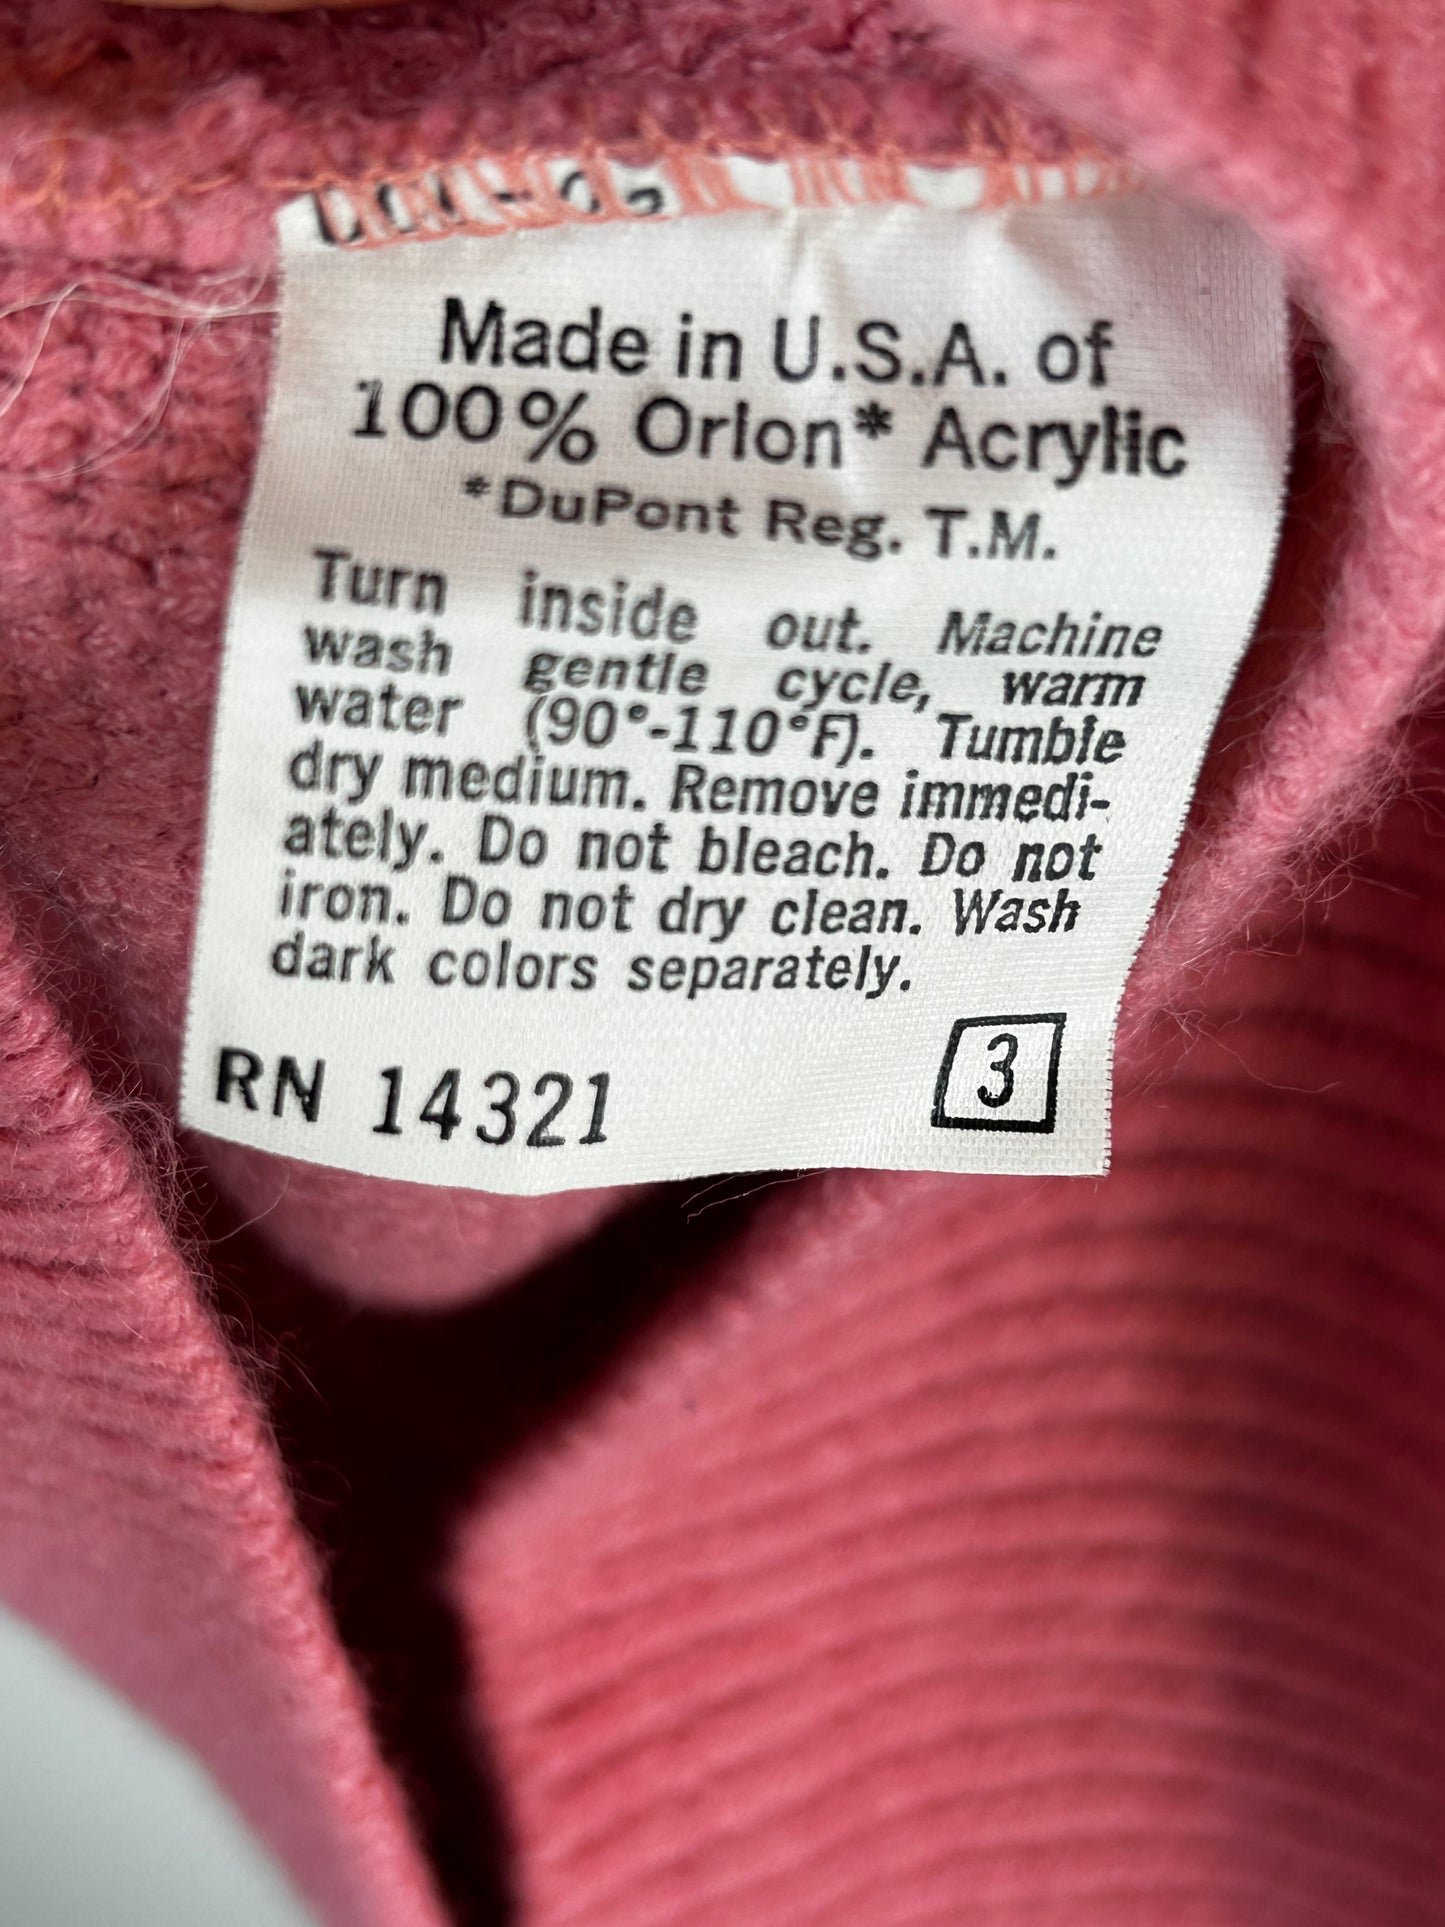 Made in U.S.A. of
100% Orlon* Acrylic
*DuPont Reg. T.M.
Turn inside out. Machine
wash gentle cycle, warm
water (90°-110°F). Tumble
dry medium. Remove immedi-
ately. Do not bleach. Do not
iron. Do not dry clean. Wash
dark colors separately.
RN 14321
3